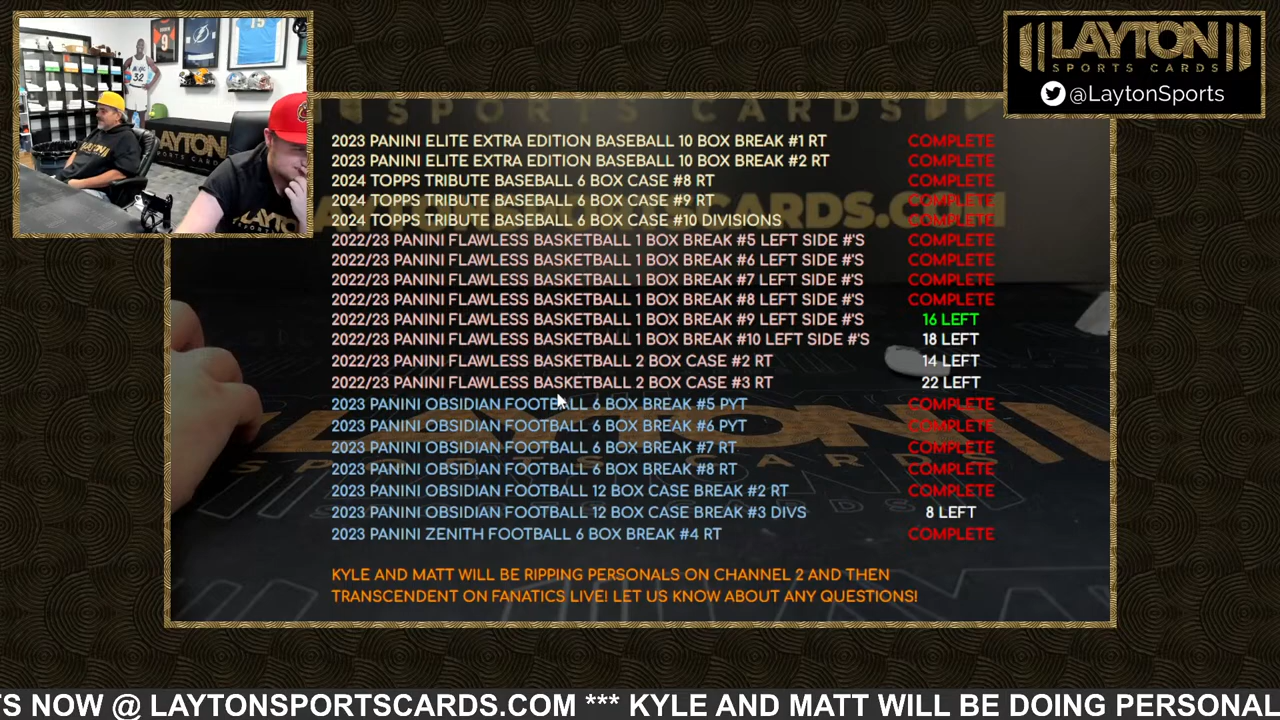 LAYTON
SPORTS CARDS
@LaytonSports
SPORTS CARDS
2023 PANINI ELITE EXTRA EDITION BASEBALL 10 BOX BREAK #1 RT COMPLETE
2023 PANINI ELITE EXTRA EDITION BASEBALL 10 BOX BREAK #2 RT COMPLETE
2024 TOPPS TRIBUTE BASEBALL 6 BOX CASE #8 RT COMPLETE
2024 TOPPS TRIBUTE BASEBALL 6 BOX CASE #9 RT COMPLETE
2024 TOPPS TRIBUTE BASEBALL 6 BOX CASE #10 DIVISIONS COMPLETE
2022/23 PANINI FLAWLESS BASKETBALL 1 BOX BREAK #5 LEFT SIDE #'S COMPLETE
2022/23 PANINI FLAWLESS BASKETBALL 1 BOX BREAK #6 LEFT SIDE #'S COMPLETE
2022/23 PANINI FLAWLESS BASKETBALL 1 BOX BREAK #7 LEFT SIDE #'S COMPLETE
2022/23 PANINI FLAWLESS BASKETBALL 1 BOX BREAK #8 LEFT SIDE #'S COMPLETE
2022/23 PANINI FLAWLESS BASKETBALL 1 BOX BREAK #9 LEFT SIDE #'S 16 LEFT
2022/23 PANINI FLAWLESS BASKETBALL 1 BOX BREAK #10 LEFT SIDE #'S 18 LEFT
2022/23 PANINI FLAWLESS BASKETBALL 2 BOX CASE #2 RT 14 LEFT
2022/23 PANINI FLAWLESS BASKETBALL 2 BOX CASE #3 RT 22 LEFT
2023 PANINI OBSIDIAN FOOTBALL 6 BOX BREAK #5 PYT COMPLETE
2023 PANINI OBSIDIAN FOOTBALL 6 BOX BREAK #6 PYT COMPLETE
2023 PANINI OBSIDIAN FOOTBALL 6 BOX BREAK #7 RT COMPLETE
2023 PANINI OBSIDIAN FOOTBALL 6 BOX BREAK #8 RT COMPLETE
2023 PANINI OBSIDIAN FOOTBALL 12 BOX CASE BREAK #2 RT COMPLETE
2023 PANINI OBSIDIAN FOOTBALL 12 BOX CASE BREAK #3 DIVS 8 LEFT
2023 PANINI ZENITH FOOTBALL 6 BOX BREAK #4 RT COMPLETE
KYLE AND MATT WILL BE RIPPING PERSONALS ON CHANNEL 2 AND THEN
TRANSCENDENT ON FANATICS LIVE! LET US KNOW ABOUT ANY QUESTIONS!
TS NOW @ LAYTONSPORTSCARDS.COM *** KYLE AND MATT WILL BE DOING PERSONAL